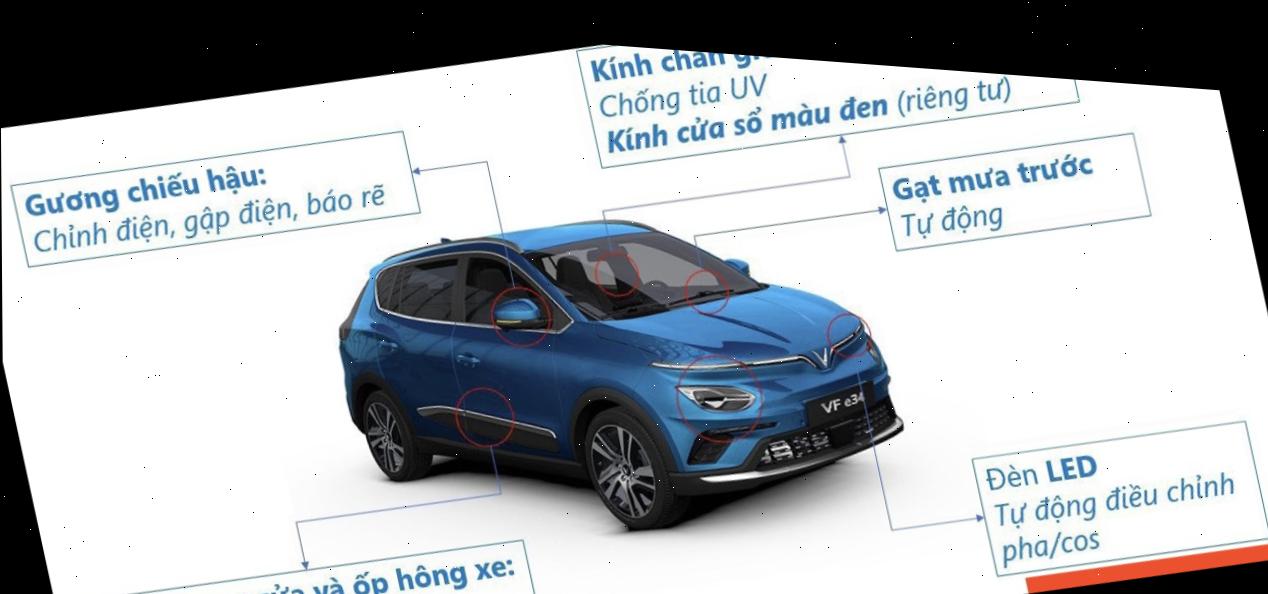 Kính chắn
Chống tia UV
Kính cửa sổ màu đen (riêng tư)
Gương chiếu hậu:
Chỉnh điện, gập điện, báo rẽ
Gạt mưa trước
Tự động
VF e34
Đèn LED
Tự động điều chỉnh
pha/cos
và ốp hông xe: